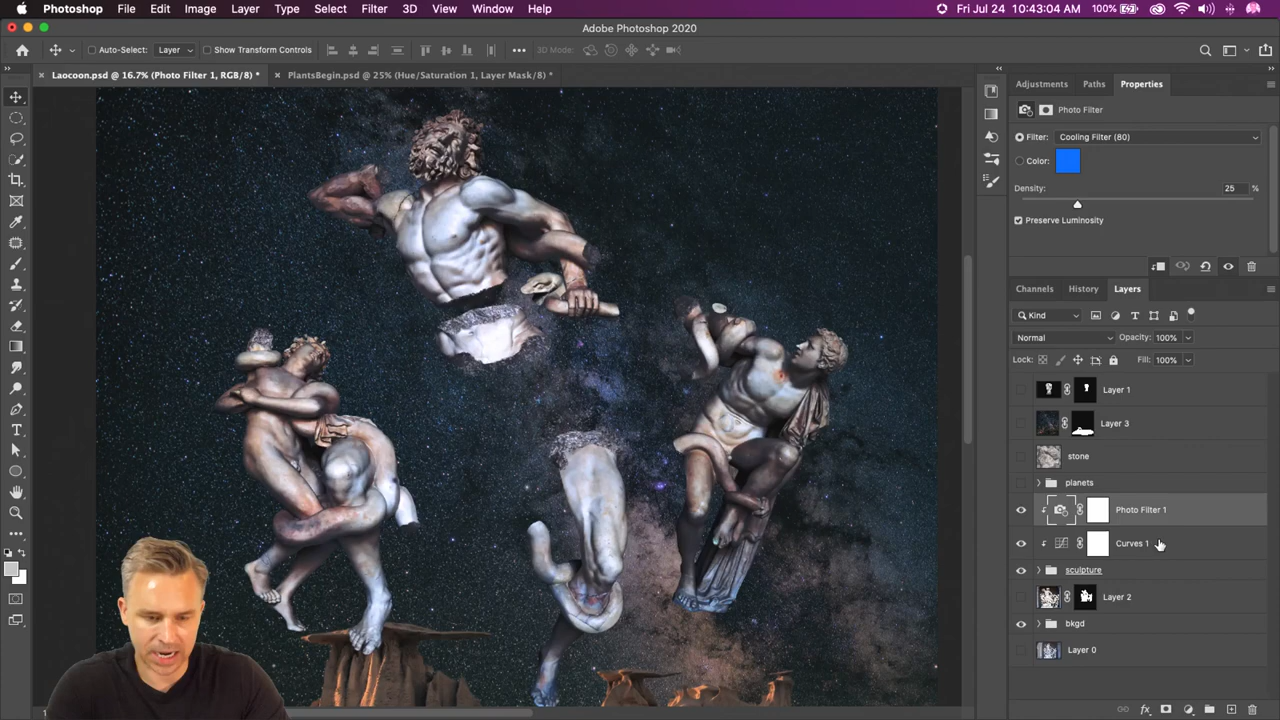 Photoshop File Edit Image Layer Type Select Filter 3D View Window Help 100% Fri Jul 24 10:43:04 AM
Adobe Photoshop 2020
Auto-Select: Layer Show Transform Controls 3D Mode:
Laocoon.psd @ 16.7% (Photo Filter 1, RGB/8) * PlantsBegin.psd @ 25% (Hue/Saturation 1, Layer Mask/8) *
Adjustments Paths Properties
Photo Filter
Filter: Cooling Filter (80)
Color:
Density: 25 %
Preserve Luminosity
Channels History Layers
Kind
Normal Opacity: 100%
Lock: Fill: 100%
Layer 1
Layer 3
stone
planets
Photo Filter 1
Curves 1
sculpture
Layer 2
bkgd
Layer 0